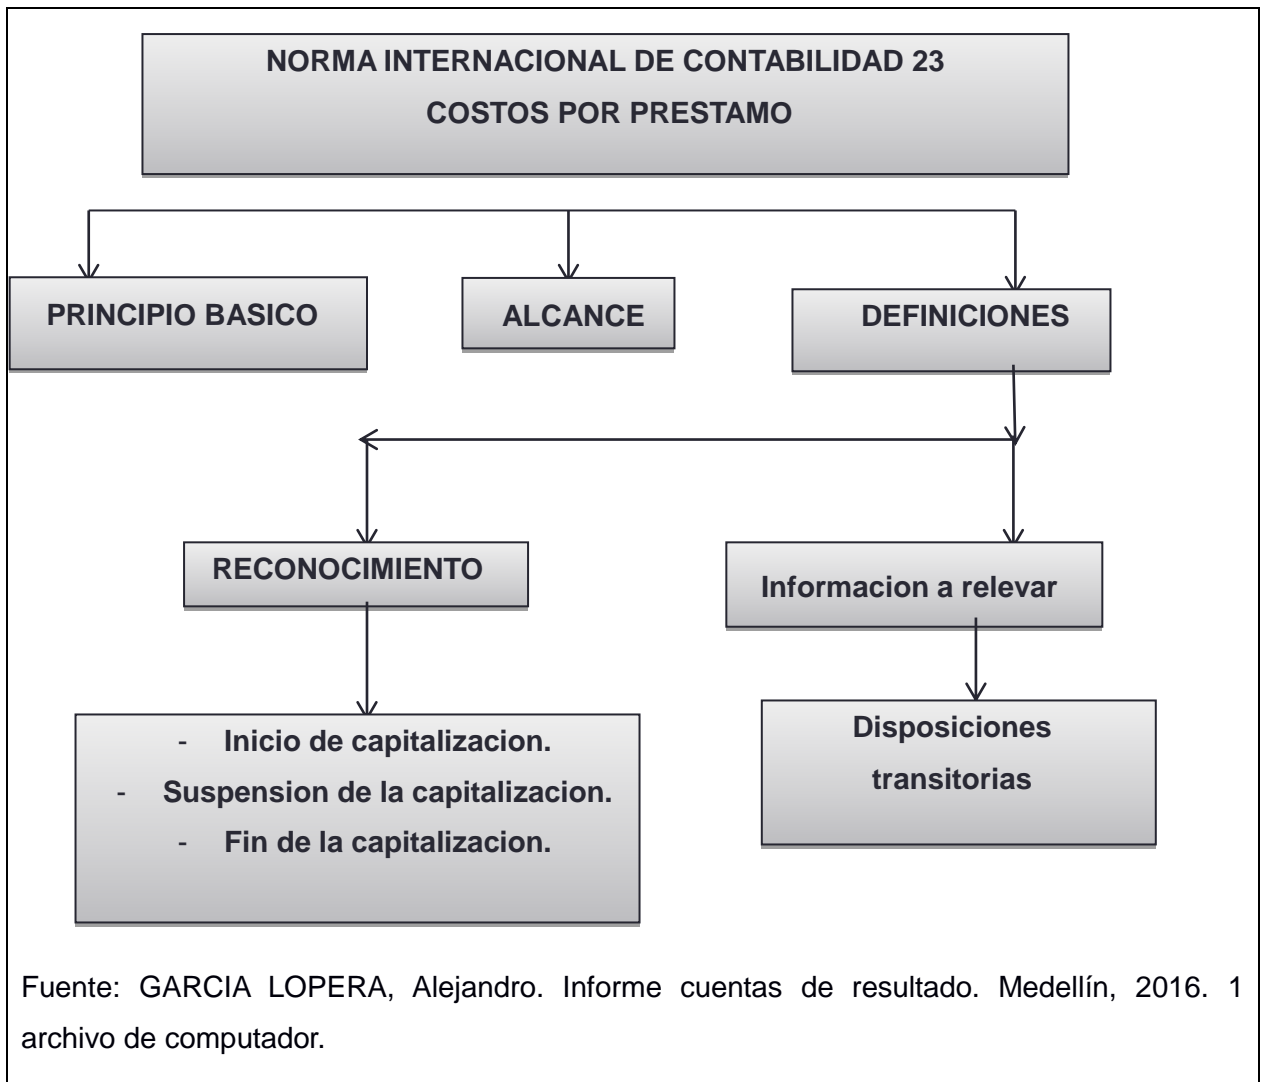 NORMA INTERNACIONAL DE CONTABILIDAD 23
COSTOS POR PRESTAMO
PRINCIPIO BASICO
ALCANCE
DEFINICIONES
RECONOCIMIENTO
Informacion a relevar
- Inicio de capitalizacion.
- Suspension de la capitalizacion.
- Fin de la capitalizacion.
Disposiciones
transitorias
Fuente: GARCIA LOPERA, Alejandro. Informe cuentas de resultado. Medellín, 2016. 1
archivo de computador.